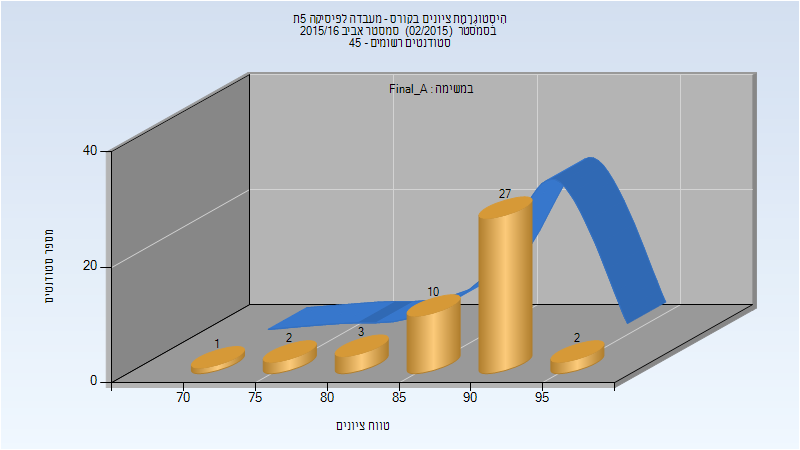 היסטוגרמת ציונים בקורס - מעבדה לפיסיקה 5ת
בסמסטר (02/2015) סמסטר אביב 2015/16
סטודנטים רשומים - 45
במשימה : Final_A
מספר סטודנטים
40
20
0
1
2
3
10
27
2
70
75
80
85
90
95
טווח ציונים